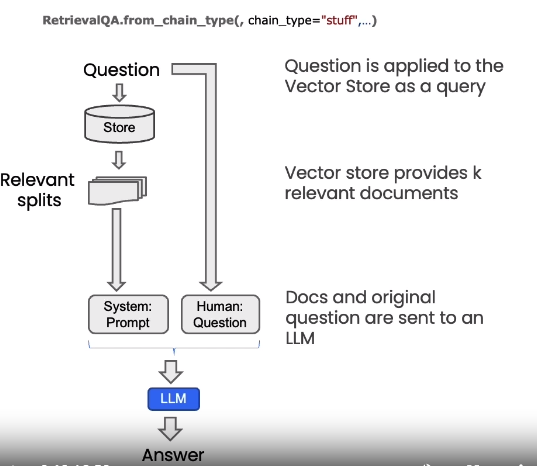 RetrievalQA.from_chain_type(, chain_type="stuff",...)
Question
Question is applied to the
Vector Store as a query
Store
Relevant
splits
Vector store provides k
relevant documents
System:
Prompt
Human:
Question
Docs and original
question are sent to an
LLM
LLM
Answer